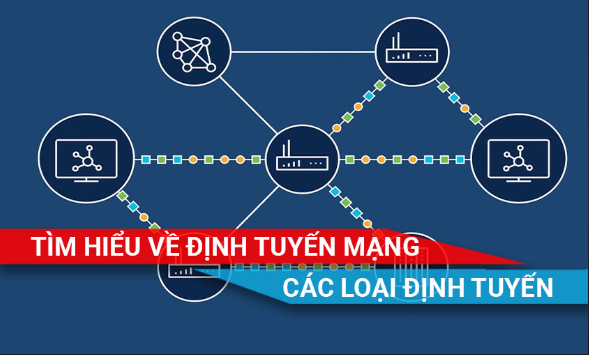 TÌM HIỂU VỀ ĐỊNH TUYẾN MẠNG
CÁC LOẠI ĐỊNH TUYẾN